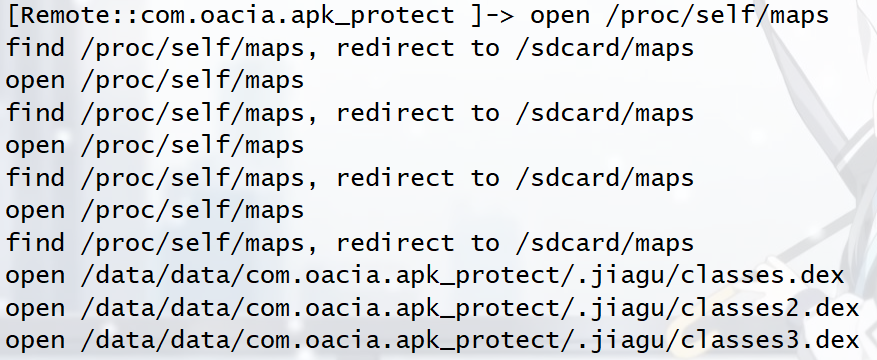 [Remote::com.oacia.apk_protect ]-> open /proc/self/maps
find /proc/self/maps, redirect to /sdcard/maps
open /proc/self/maps
find /proc/self/maps, redirect to /sdcard/maps
open /proc/self/maps
find /proc/self/maps, redirect to /sdcard/maps
open /proc/self/maps
find /proc/self/maps, redirect to /sdcard/maps
open /data/data/com.oacia.apk_protect/.jiagu/classes.dex
open /data/data/com.oacia.apk_protect/.jiagu/classes2.dex
open /data/data/com.oacia.apk_protect/.jiagu/classes3.dex